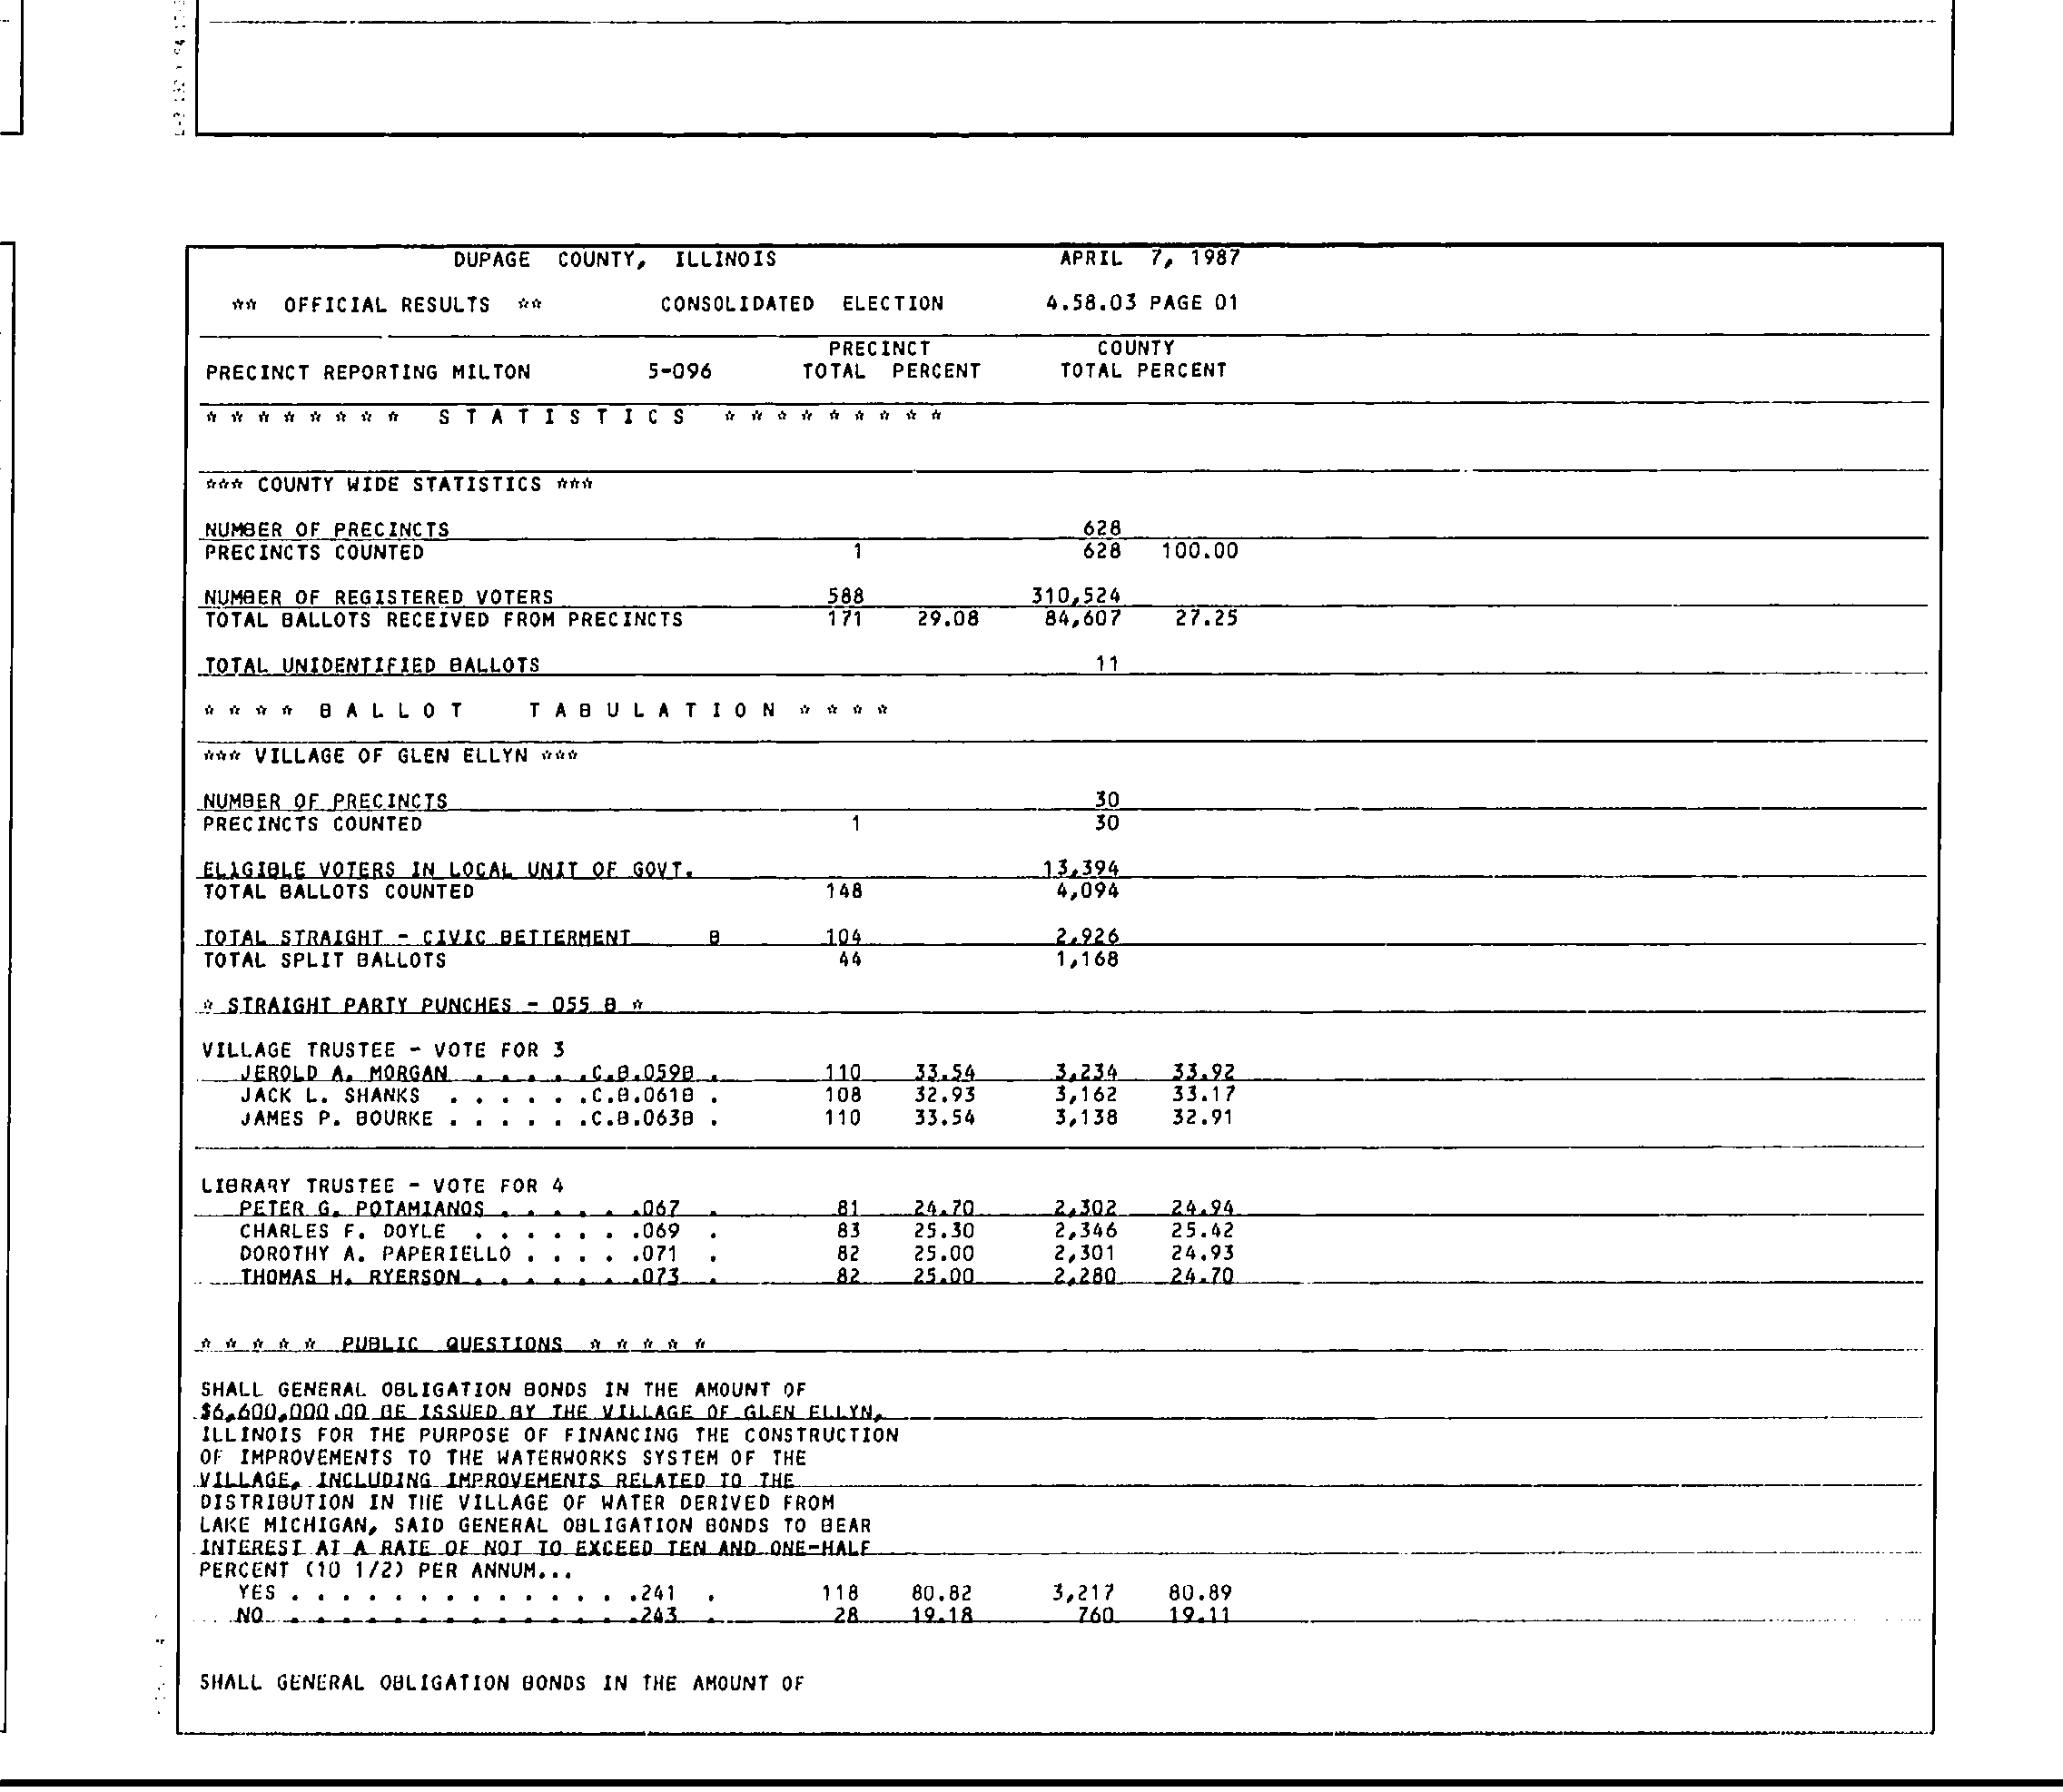 DUPAGE COUNTY, ILLINOIS APRIL 7, 1987
** OFFICIAL RESULTS ** CONSOLIDATED ELECTION 4.58.03 PAGE 01
PRECINCT COUNTY
PRECINCT REPORTING MILTON 5-096 TOTAL PERCENT TOTAL PERCENT
* * * * * * * * S T A T I S T I C S * * * * * * * * *
*** COUNTY WIDE STATISTICS ***
NUMBER OF PRECINCTS 628
PRECINCTS COUNTED 1 628 100.00
NUMBER OF REGISTERED VOTERS 588 310,524
TOTAL BALLOTS RECEIVED FROM PRECINCTS 171 29.08 84,607 27.25
TOTAL UNIDENTIFIED BALLOTS 11
* * * * B A L L O T T A B U L A T I O N * * * *
*** VILLAGE OF GLEN ELLYN ***
NUMBER OF PRECINCTS 30
PRECINCTS COUNTED 1 30
ELIGIBLE VOTERS IN LOCAL UNIT OF GOVT. 13,394
TOTAL BALLOTS COUNTED 148 4,094
TOTAL STRAIGHT - CIVIC BETTERMENT B 104 2,926
TOTAL SPLIT BALLOTS 44 1,168
* STRAIGHT PARTY PUNCHES - 055 B *
VILLAGE TRUSTEE - VOTE FOR 3
JEROLD A. MORGAN . . . . . .C.B.059B . 110 33.54 3,234 33.92
JACK L. SHANKS . . . . . .C.B.061B . 108 32.93 3,162 33.17
JAMES P. BOURKE . . . . . .C.B.063B . 110 33.54 3,138 32.91
LIBRARY TRUSTEE - VOTE FOR 4
PETER G. POTAMIANOS . . . . . .067 . 81 24.70 2,302 24.94
CHARLES F. DOYLE . . . . . . .069 . 83 25.30 2,346 25.42
DOROTHY A. PAPERIELLO . . . . .071 . 82 25.00 2,301 24.93
THOMAS H. RYERSON . . . . . . .073 . 82 25.00 2,280 24.70
* * * * * PUBLIC QUESTIONS * * * * *
SHALL GENERAL OBLIGATION BONDS IN THE AMOUNT OF
$6,600,000.00 BE ISSUED BY THE VILLAGE OF GLEN ELLYN,
ILLINOIS FOR THE PURPOSE OF FINANCING THE CONSTRUCTION
OF IMPROVEMENTS TO THE WATERWORKS SYSTEM OF THE
VILLAGE, INCLUDING IMPROVEMENTS RELATED TO THE
DISTRIBUTION IN THE VILLAGE OF WATER DERIVED FROM
LAKE MICHIGAN, SAID GENERAL OBLIGATION BONDS TO BEAR
INTEREST AT A RATE OF NOT TO EXCEED TEN AND ONE-HALF
PERCENT (10 1/2) PER ANNUM...
YES . . . . . . . . . . . . . .241 . 118 80.82 3,217 80.89
NO . . . . . . . . . . . . . .243 . 28 19.18 760 19.11
SHALL GENERAL OBLIGATION BONDS IN THE AMOUNT OF